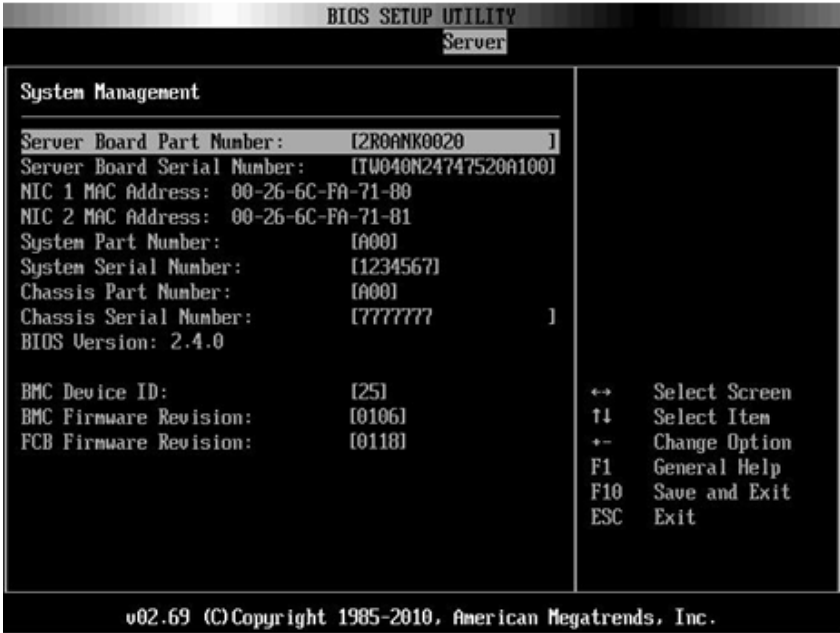 BIOS SETUP UTILITY
Server
System Management
Server Board Part Number: [2R0ANK0020 ]
Server Board Serial Number: [TW040N24747520A100]
NIC 1 MAC Address: 00-26-6C-FA-71-80
NIC 2 MAC Address: 00-26-6C-FA-71-81
System Part Number: [A00]
System Serial Number: [1234567]
Chassis Part Number: [A00]
Chassis Serial Number: [7777777 ]
BIOS Version: 2.4.0
BMC Device ID: [25]
BMC Firmware Revision: [0106]
FCB Firmware Revision: [0118]
↔ Select Screen
↑↓ Select Item
+- Change Option
F1 General Help
F10 Save and Exit
ESC Exit
v02.69 (C)Copyright 1985-2010, American Megatrends, Inc.